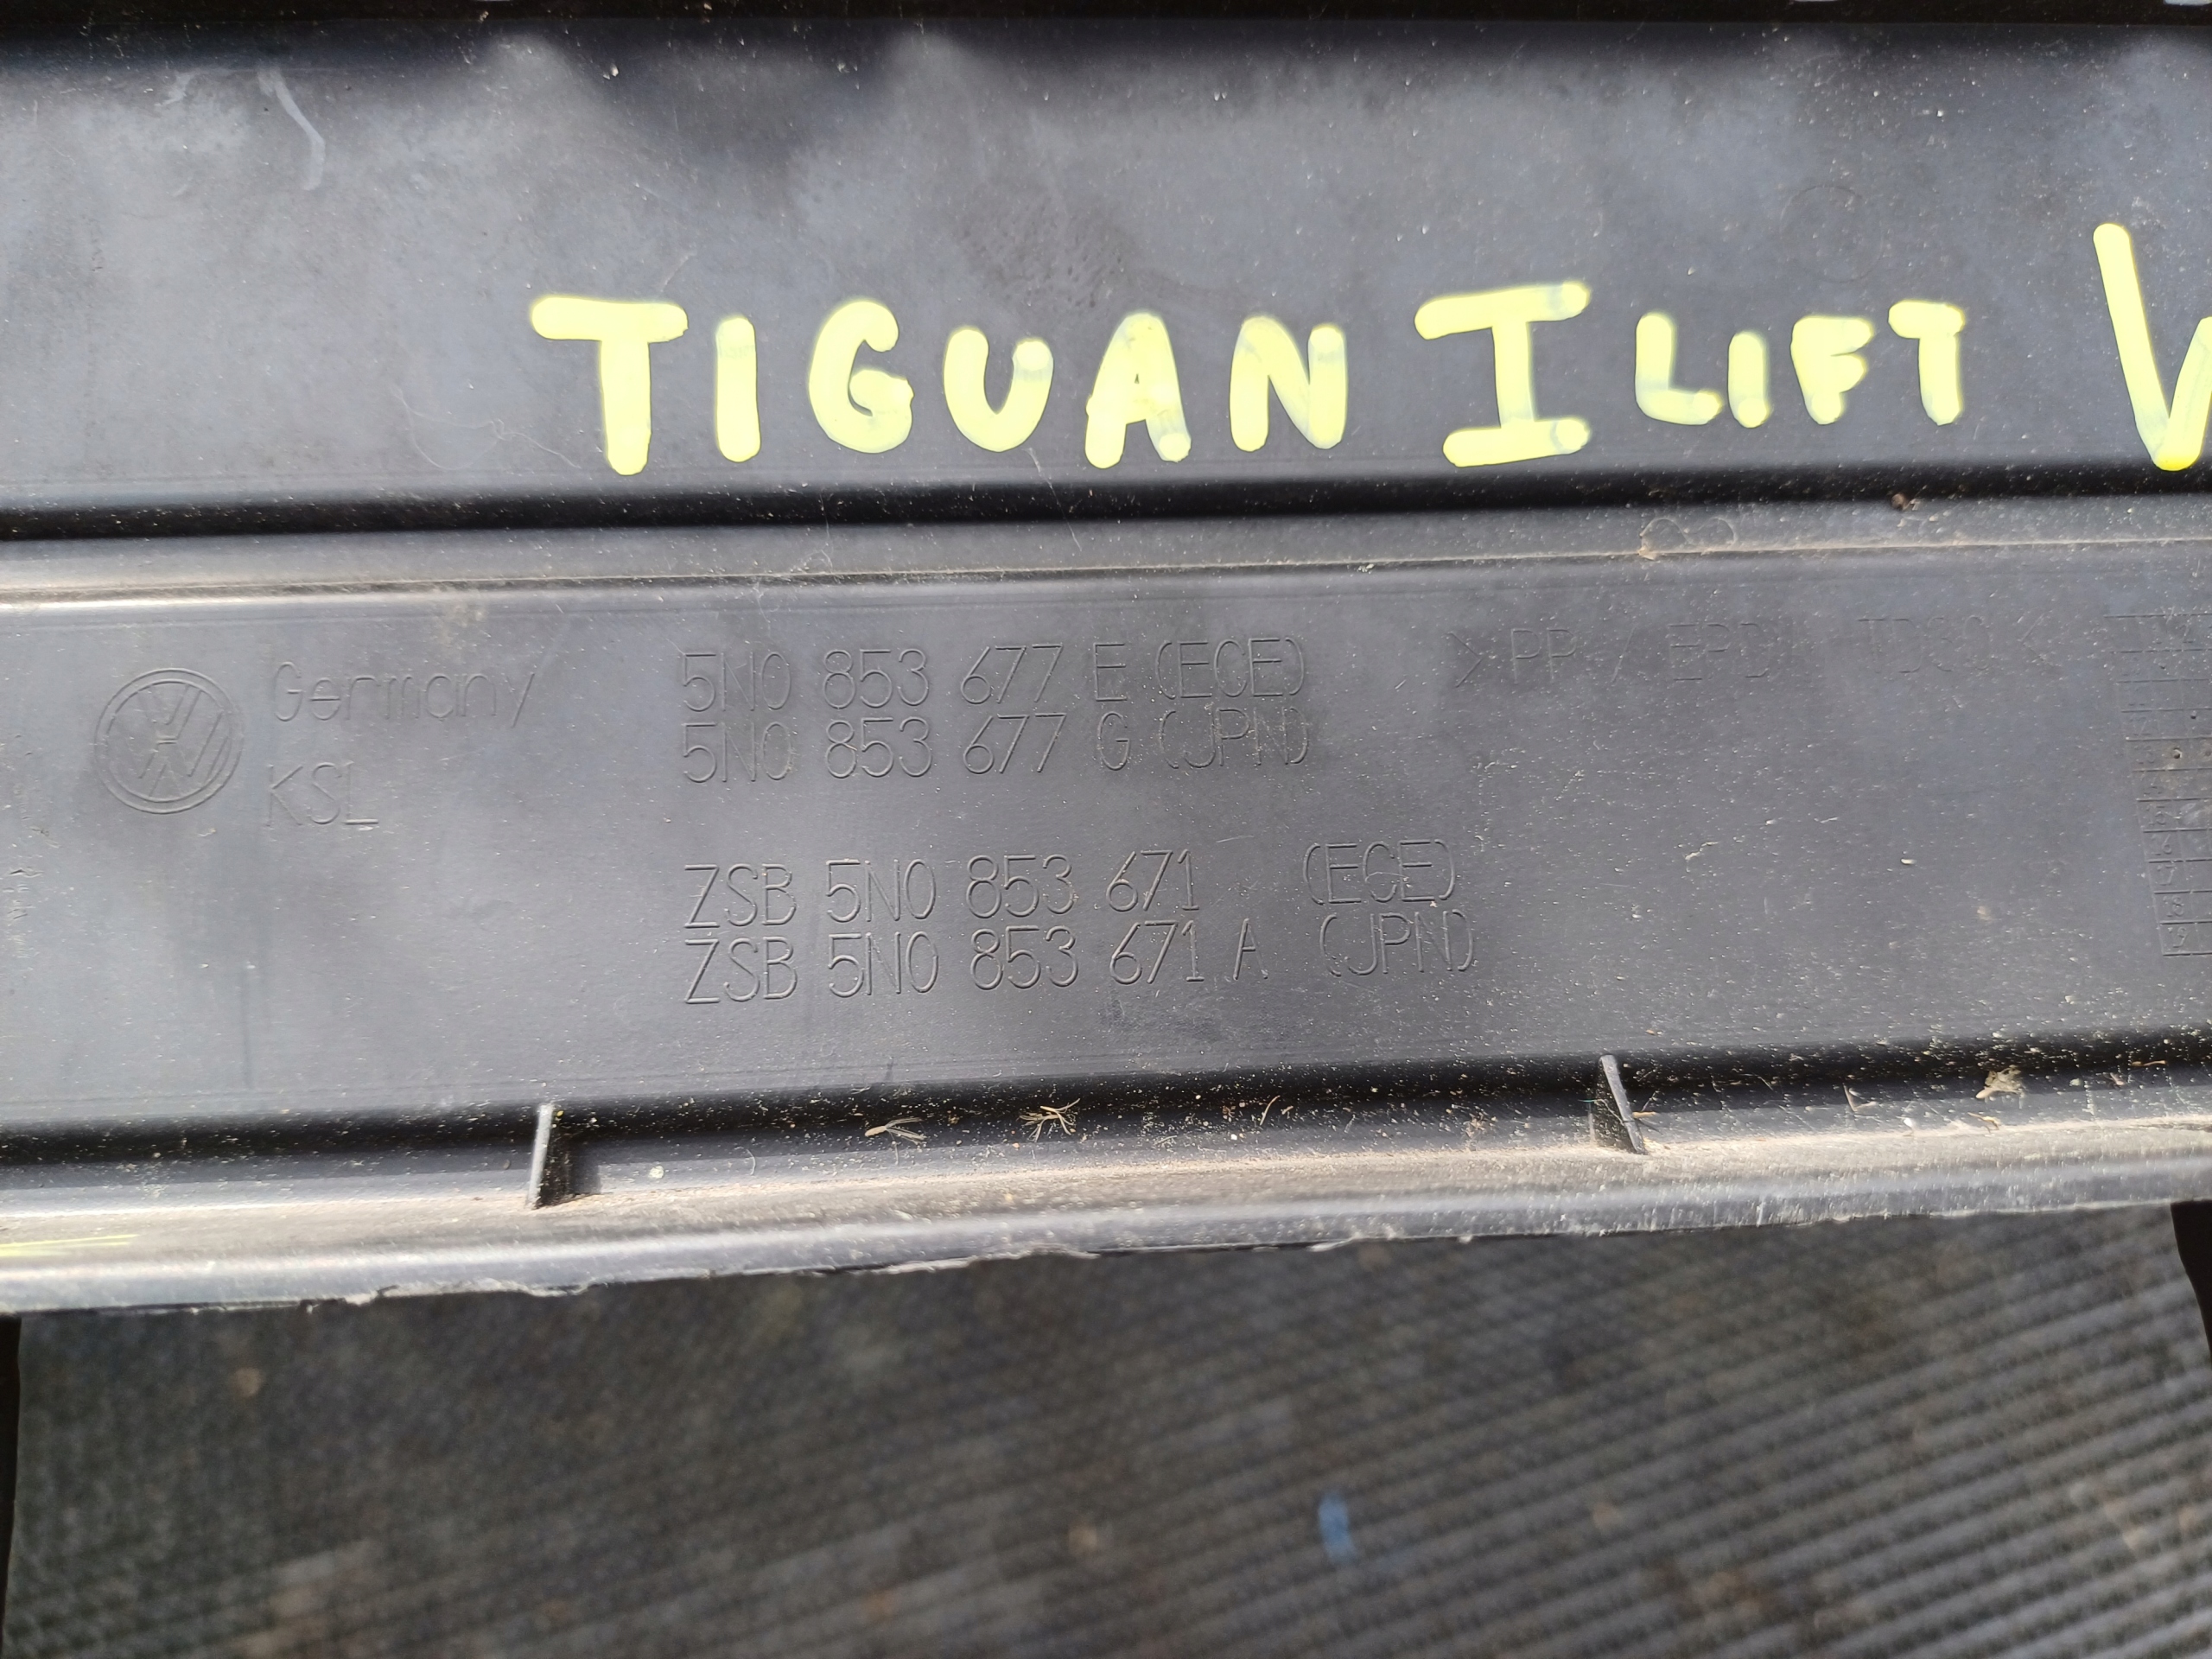 TIGUAN I LIFT
Germany
KSL
5N0 853 677 E (ECE)
5N0 853 677 G (JPN)
>PP / EPDM
ZSB 5N0 853 671 (ECE)
ZSB 5N0 853 671 A (JPN)